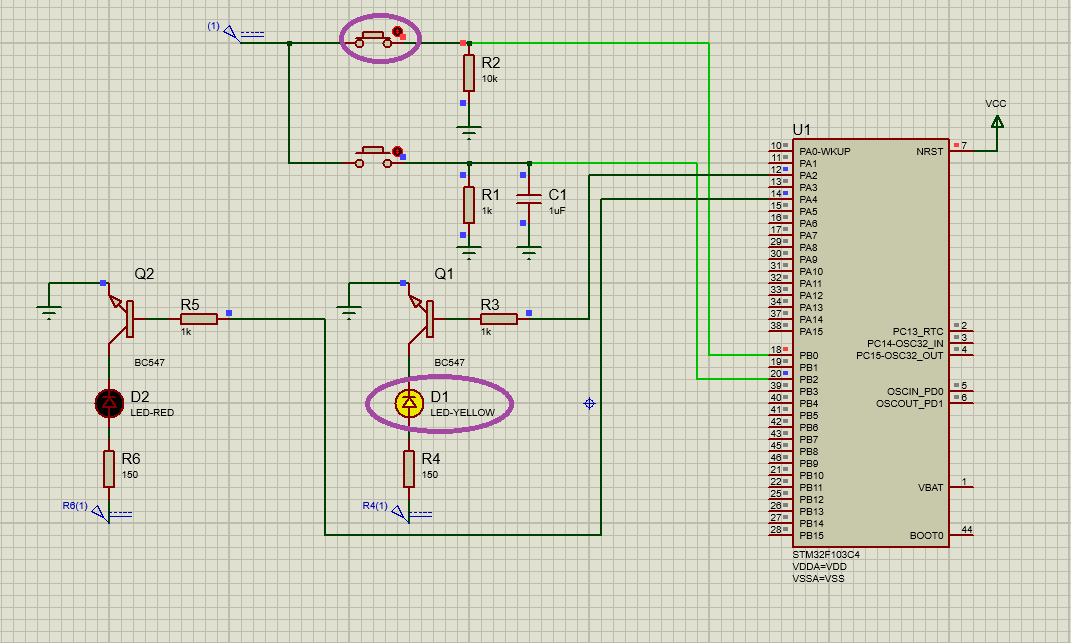 (1)
R2
10k
VCC
U1
R1
1k
C1
1uF
10 PA0-WKUP
11 PA1
12 PA2
13 PA3
14 PA4
15 PA5
16 PA6
17 PA7
29 PA8
30 PA9
31 PA10
32 PA11
33 PA12
34 PA13
37 PA14
38 PA15
18 PB0
19 PB1
20 PB2
39 PB3
40 PB4
41 PB5
42 PB6
43 PB7
45 PB8
46 PB9
21 PB10
22 PB11
25 PB12
26 PB13
27 PB14
28 PB15
NRST 7
PC13_RTC 2
PC14-OSC32_IN 3
PC15-OSC32_OUT 4
OSCIN_PD0 5
OSCOUT_PD1 6
VBAT 1
BOOT0 44
STM32F103C4
VDDA=VDD
VSSA=VSS
Q2
R5
1k
BC547
D2
LED-RED
R6
150
R6(1)
Q1
R3
1k
BC547
D1
LED-YELLOW
R4
150
R4(1)